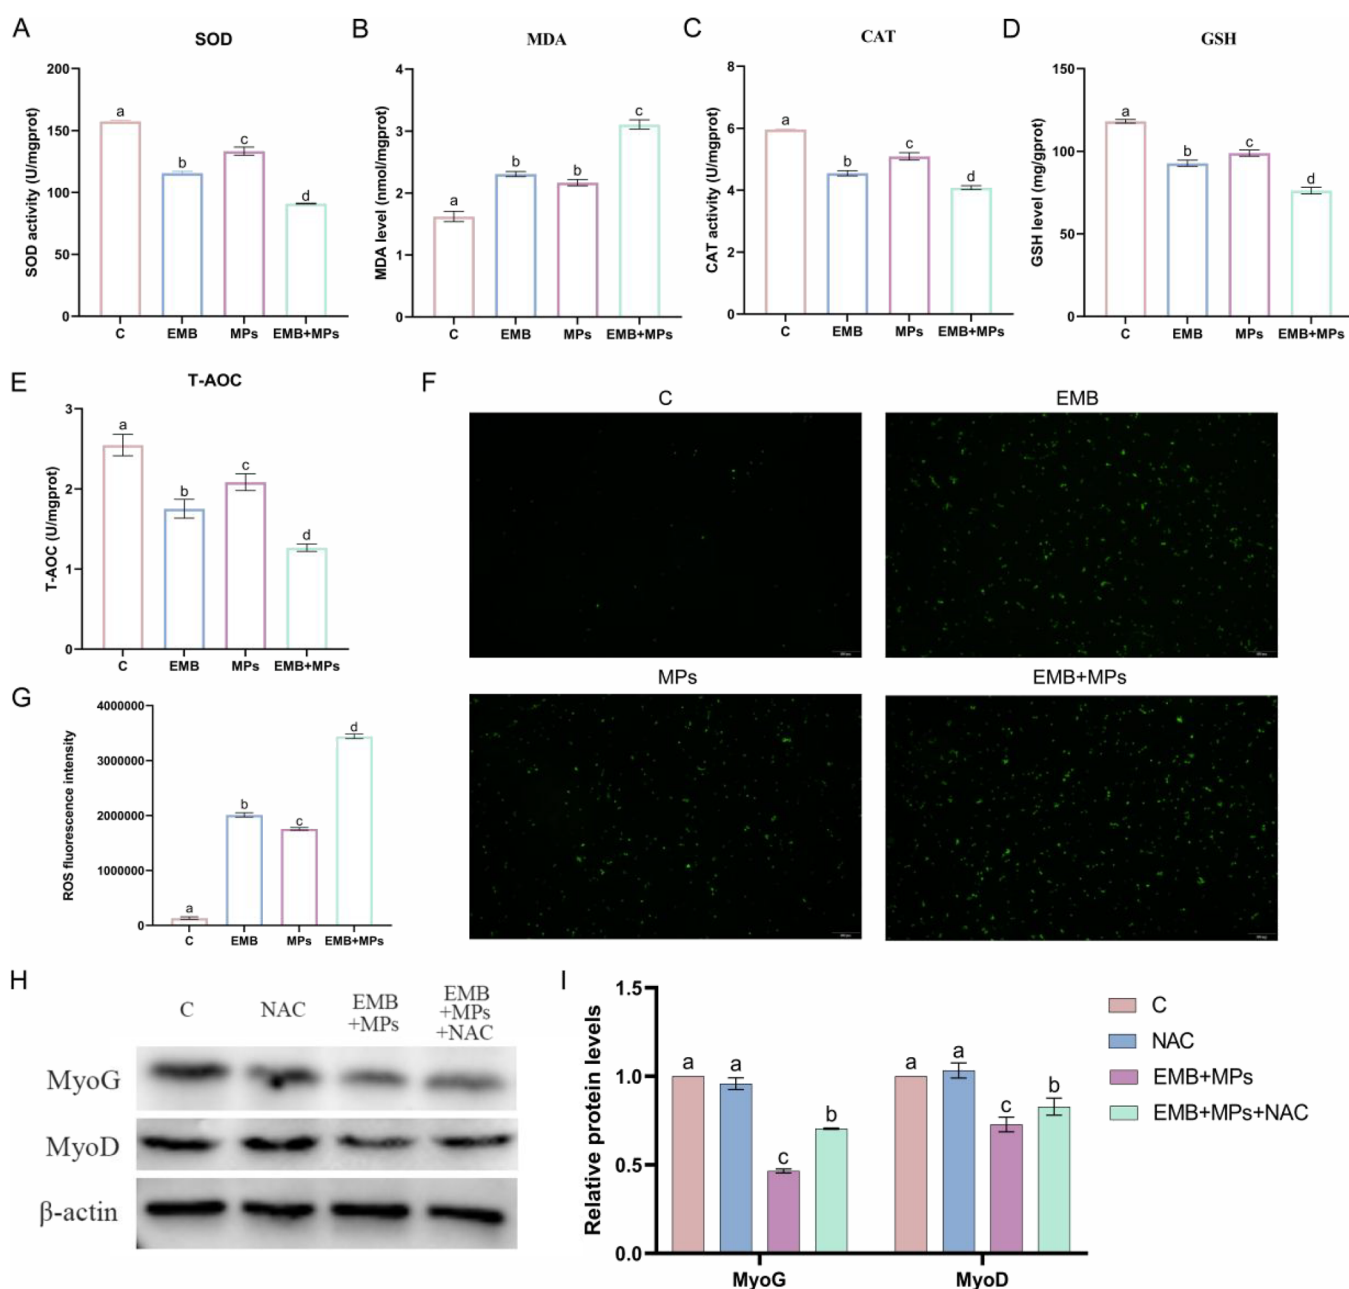 A
SOD
SOD activity (U/mgprot)
200
150
100
50
0
a
b
c
d
C EMB MPs EMB+MPs
B
MDA
MDA level (nmol/mgprot)
4
3
2
1
0
a
b
b
c
C EMB MPs EMB+MPs
C
CAT
CAT activity (U/mgprot)
8
6
4
2
0
a
b
c
d
C EMB MPs EMB+MPs
D
GSH
GSH level (mg/gprot)
150
100
50
0
a
b
c
d
C EMB MPs EMB+MPs
E
T-AOC
T-AOC (U/mgprot)
3
2
1
0
a
b
c
d
C EMB MPs EMB+MPs
F
C
EMB
MPs
EMB+MPs
G
ROS fluorescence intensity
4000000
3000000
2000000
1000000
0
a
b
c
d
C EMB MPs EMB+MPs
H
C
NAC
EMB
+MPs
EMB
+MPs
+NAC
MyoG
MyoD
β-actin
I
Relative protein levels
1.5
1.0
0.5
0.0
a a c b
a a c b
MyoG MyoD
C
NAC
EMB+MPs
EMB+MPs+NAC